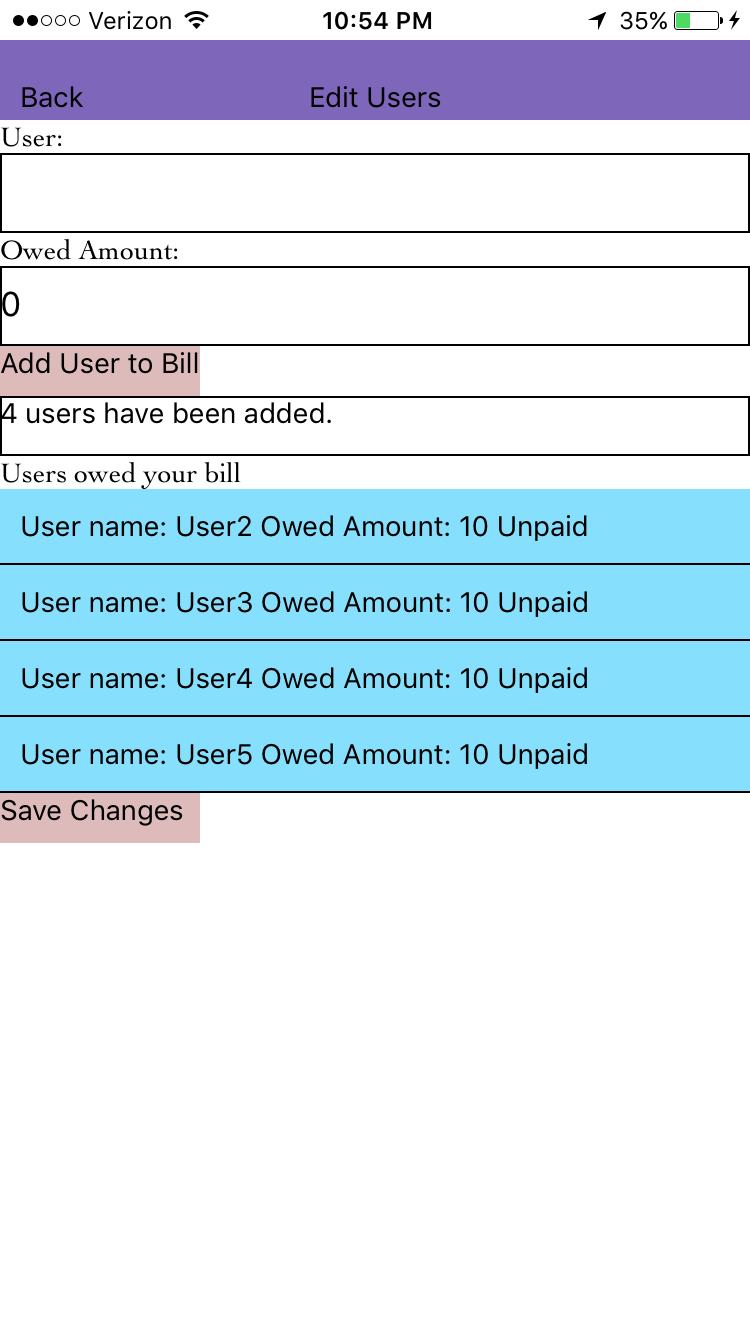 Verizon 10:54 PM 35%
Back Edit Users
User:
Owed Amount:
0
Add User to Bill
4 users have been added.
Users owed your bill
User name: User2 Owed Amount: 10 Unpaid
User name: User3 Owed Amount: 10 Unpaid
User name: User4 Owed Amount: 10 Unpaid
User name: User5 Owed Amount: 10 Unpaid
Save Changes